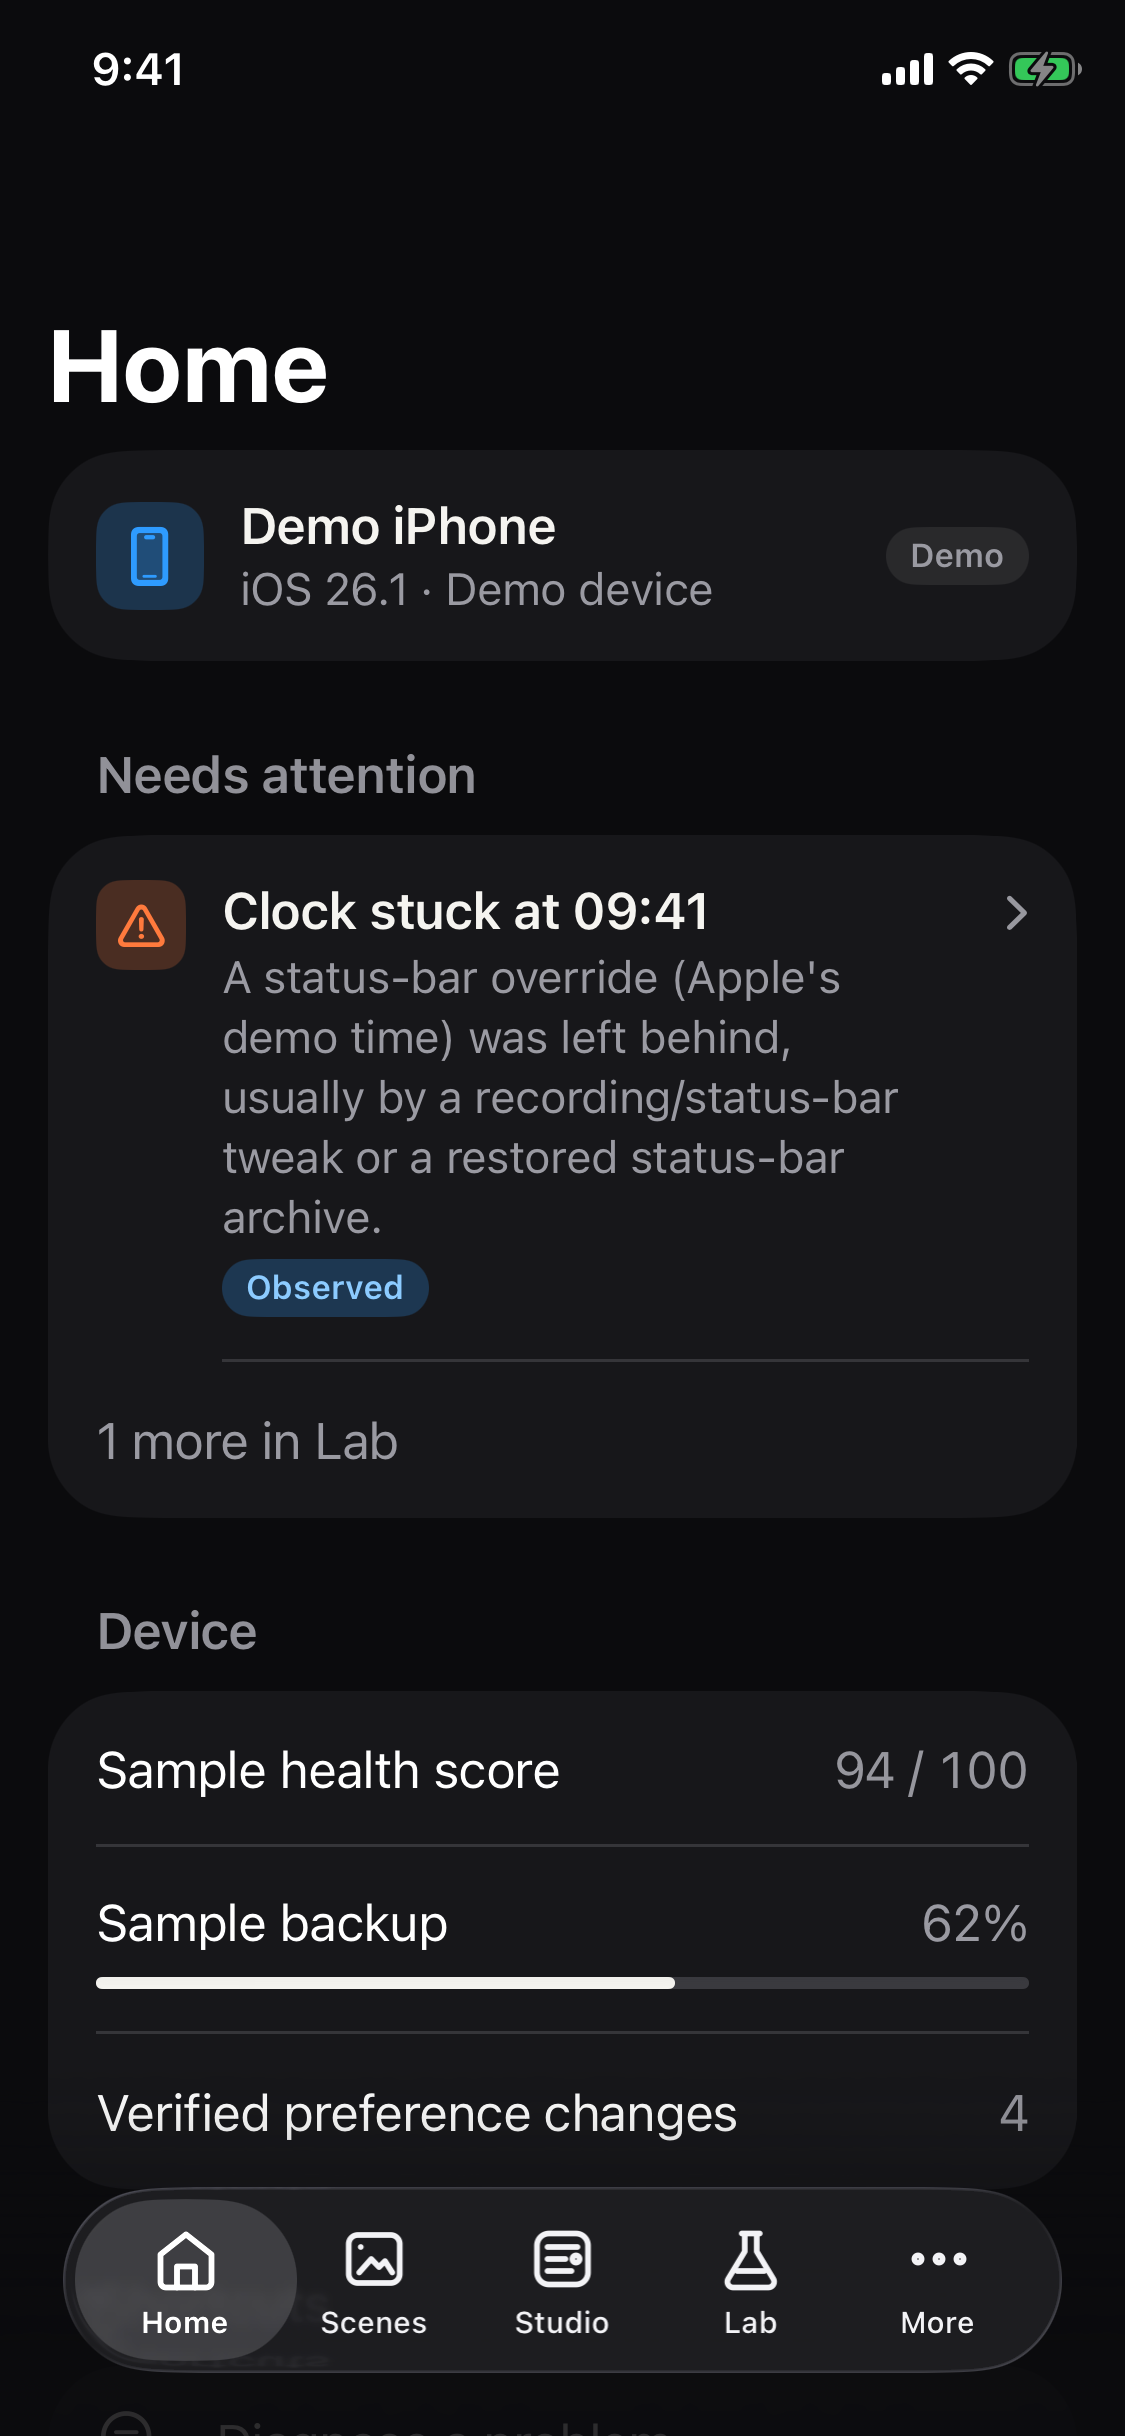 9:41
Home
Demo iPhone
iOS 26.1 · Demo device
Demo
Needs attention
Clock stuck at 09:41
A status-bar override (Apple's
demo time) was left behind,
usually by a recording/status-bar
tweak or a restored status-bar
archive.
Observed
1 more in Lab
Device
Sample health score
94 / 100
Sample backup
62%
Verified preference changes
4
Home
Scenes
Studio
Lab
More
Diagnose a problem